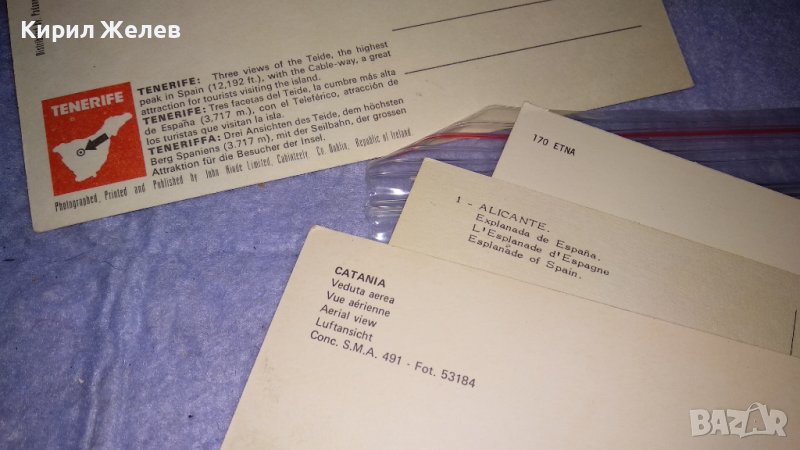 Кирил Желев
TENERIFE
TENERIFE: Three views of the Teide, the highest
peak in Spain (12,192 ft.), with the Cable-way, a great
attraction for tourists visiting the island.
TENERIFE: Tres facetas del Teide, la cumbre más alta
de España (3,717 m.), con el Teleférico, atracción de
los turistas que visitan la isla.
TENERIFFA: Drei Ansichten des Teide, dem höchsten
Berg Spaniens (3.717 m), mit der Seilbahn, der grossen
Attraktion für die Besucher der Insel.
Photographed, Printed and Published by John Hinde Limited, Cabinteely, Co. Dublin, Republic of Ireland
170 ETNA
1 - ALICANTE.
Explanada de España.
L'Esplanade d'Espagne
Esplanade of Spain.
CATANIA
Veduta aerea
Vue aérienne
Aerial view
Luftansicht
Conc. S.M.A. 491 - Fot. 53184
BAZAR